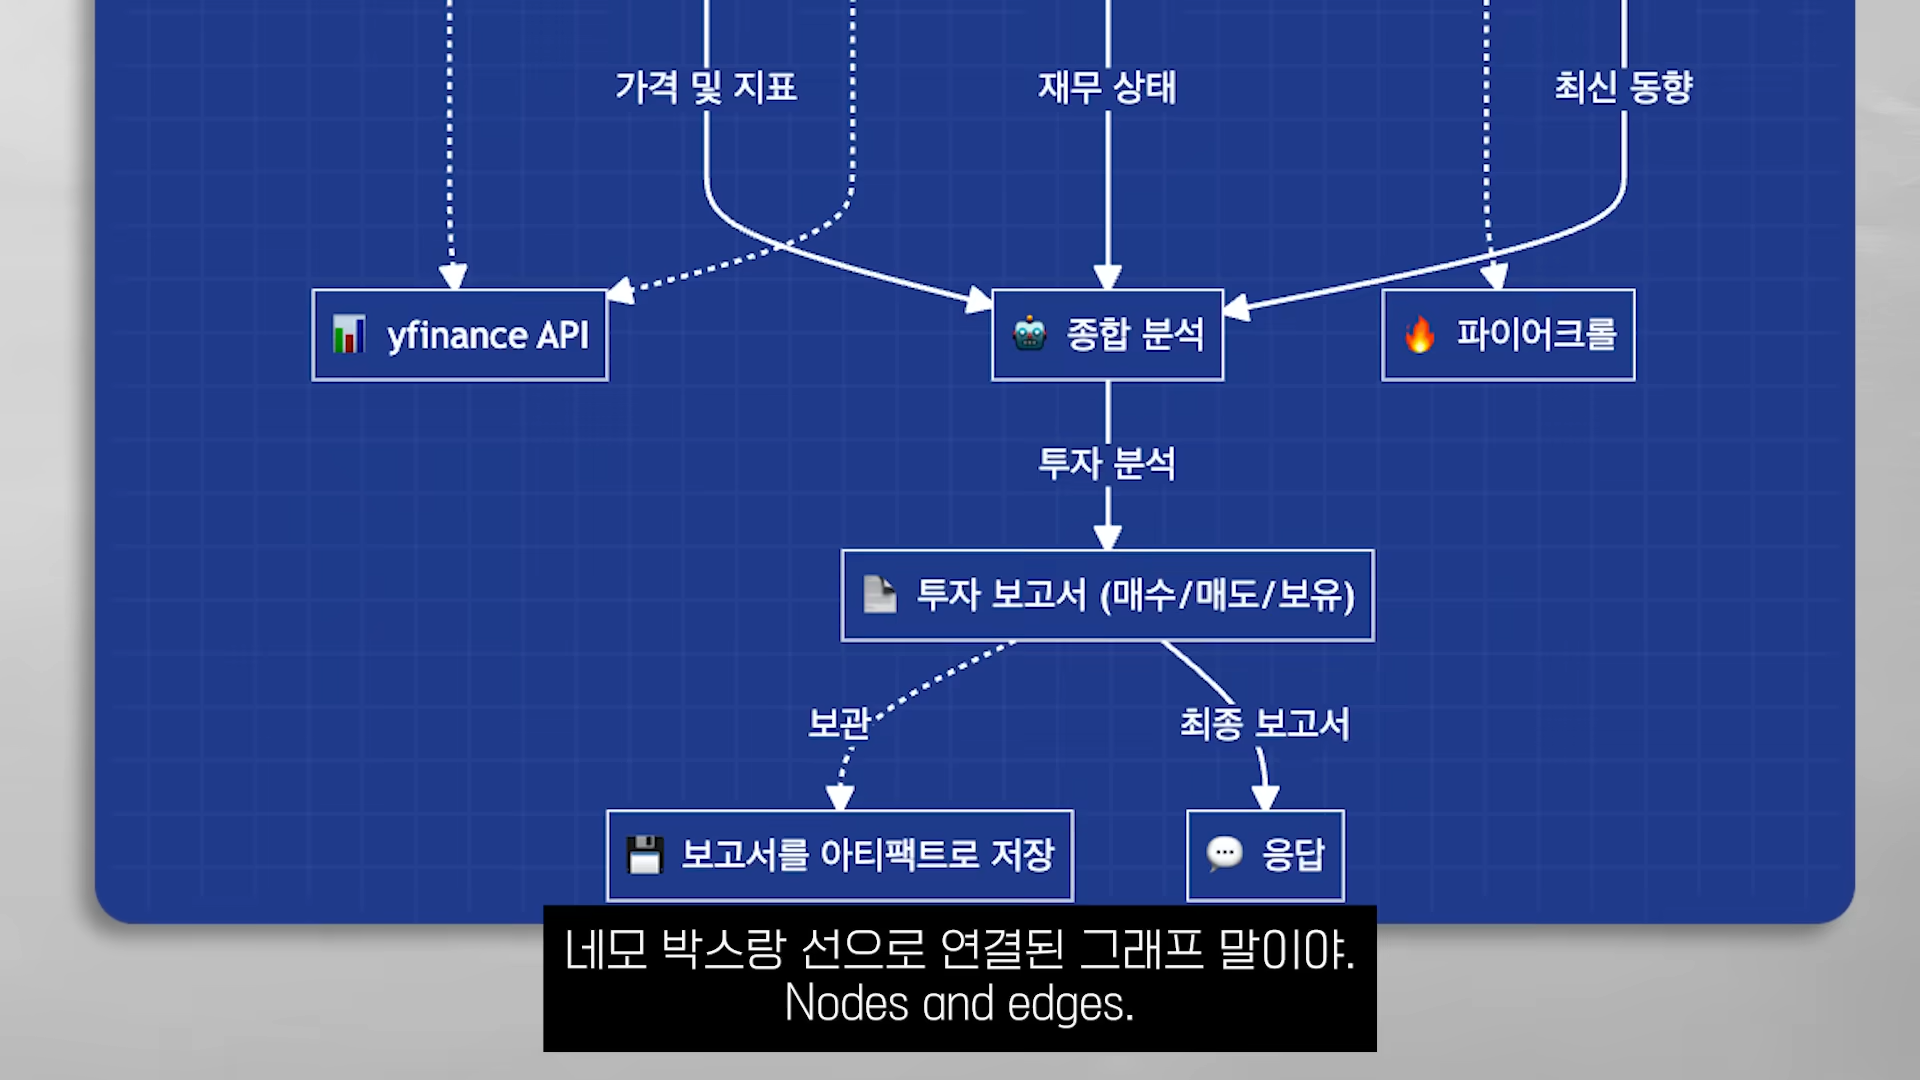 가격 및 지표
재무 상태
최신 동향
yfinance API
종합 분석
파이어크롤
투자 분석
투자 보고서 (매수/매도/보유)
보관
최종 보고서
보고서를 아티팩트로 저장
응답
네모 박스랑 선으로 연결된 그래프 말이야.
Nodes and edges.